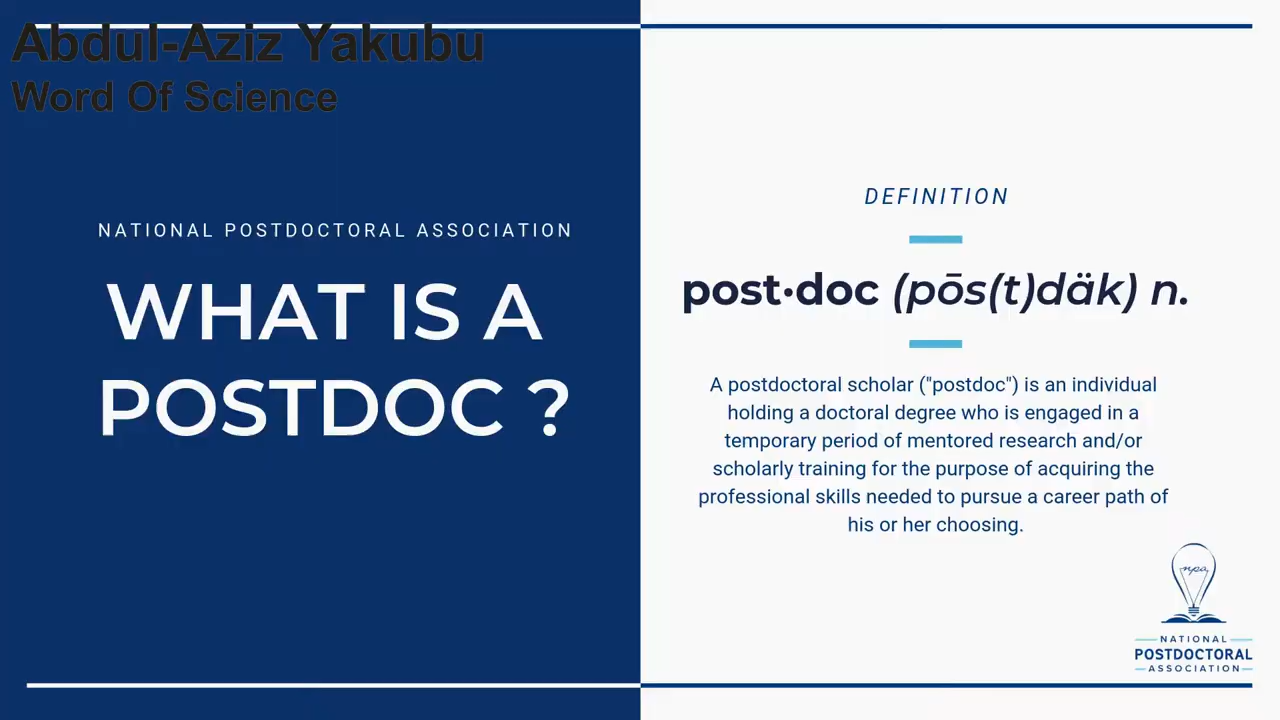 Abdul-Aziz Yakubu
Word Of Science
NATIONAL POSTDOCTORAL ASSOCIATION
WHAT IS A
POSTDOC ?
DEFINITION
post·doc (pōs(t)däk) n.
A postdoctoral scholar ("postdoc") is an individual
holding a doctoral degree who is engaged in a
temporary period of mentored research and/or
scholarly training for the purpose of acquiring the
professional skills needed to pursue a career path of
his or her choosing.
npa
NATIONAL
POSTDOCTORAL
ASSOCIATION